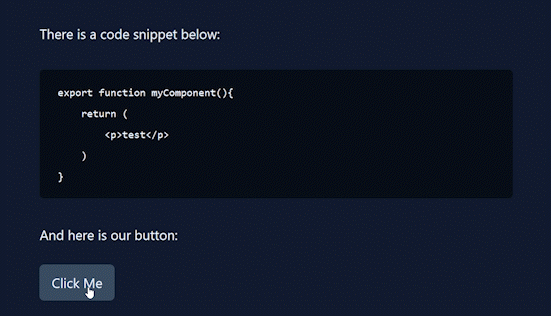 There is a code snippet below:
export function myComponent(){
    return (
        <p>test</p>
    )
}
And here is our button:
Click Me